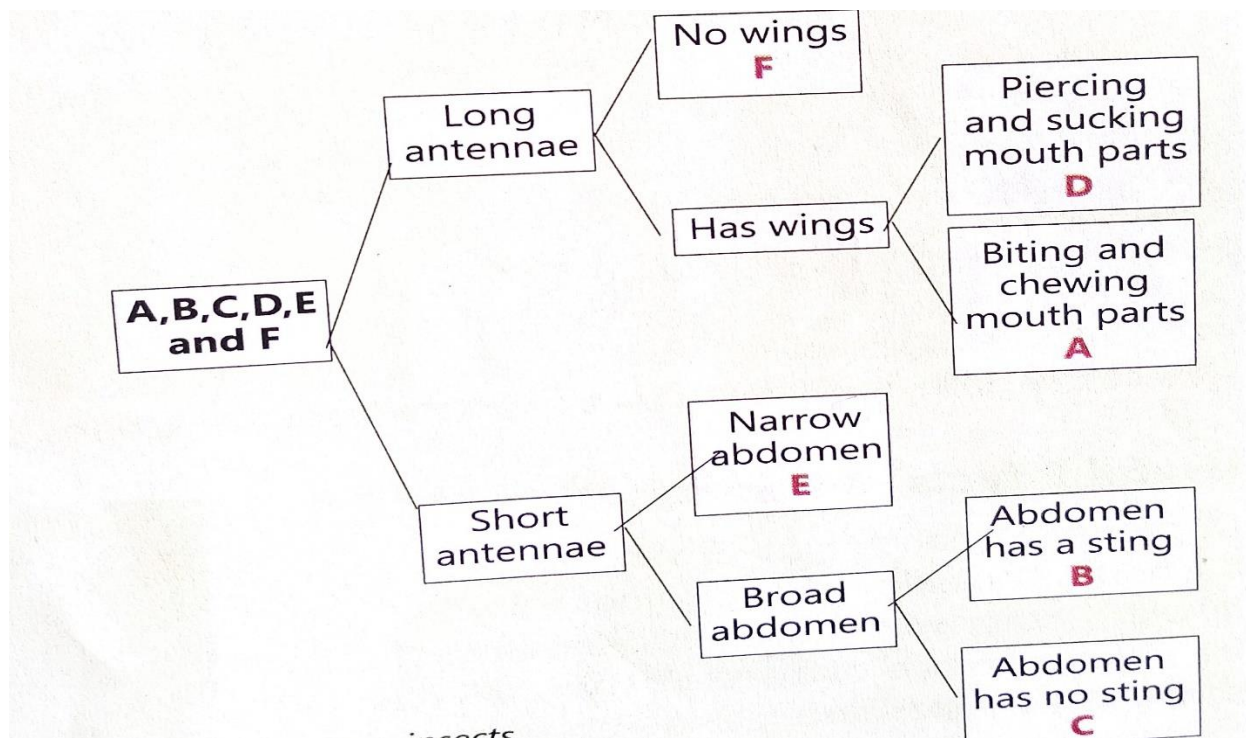 No wings
F
Long
antennae
Piercing
and sucking
mouth parts
D
Has wings
Biting and
chewing
mouth parts
A
A,B,C,D,E
and F
Narrow
abdomen
E
Short
antennae
Abdomen
has a sting
B
Broad
abdomen
Abdomen
has no sting
C
insects